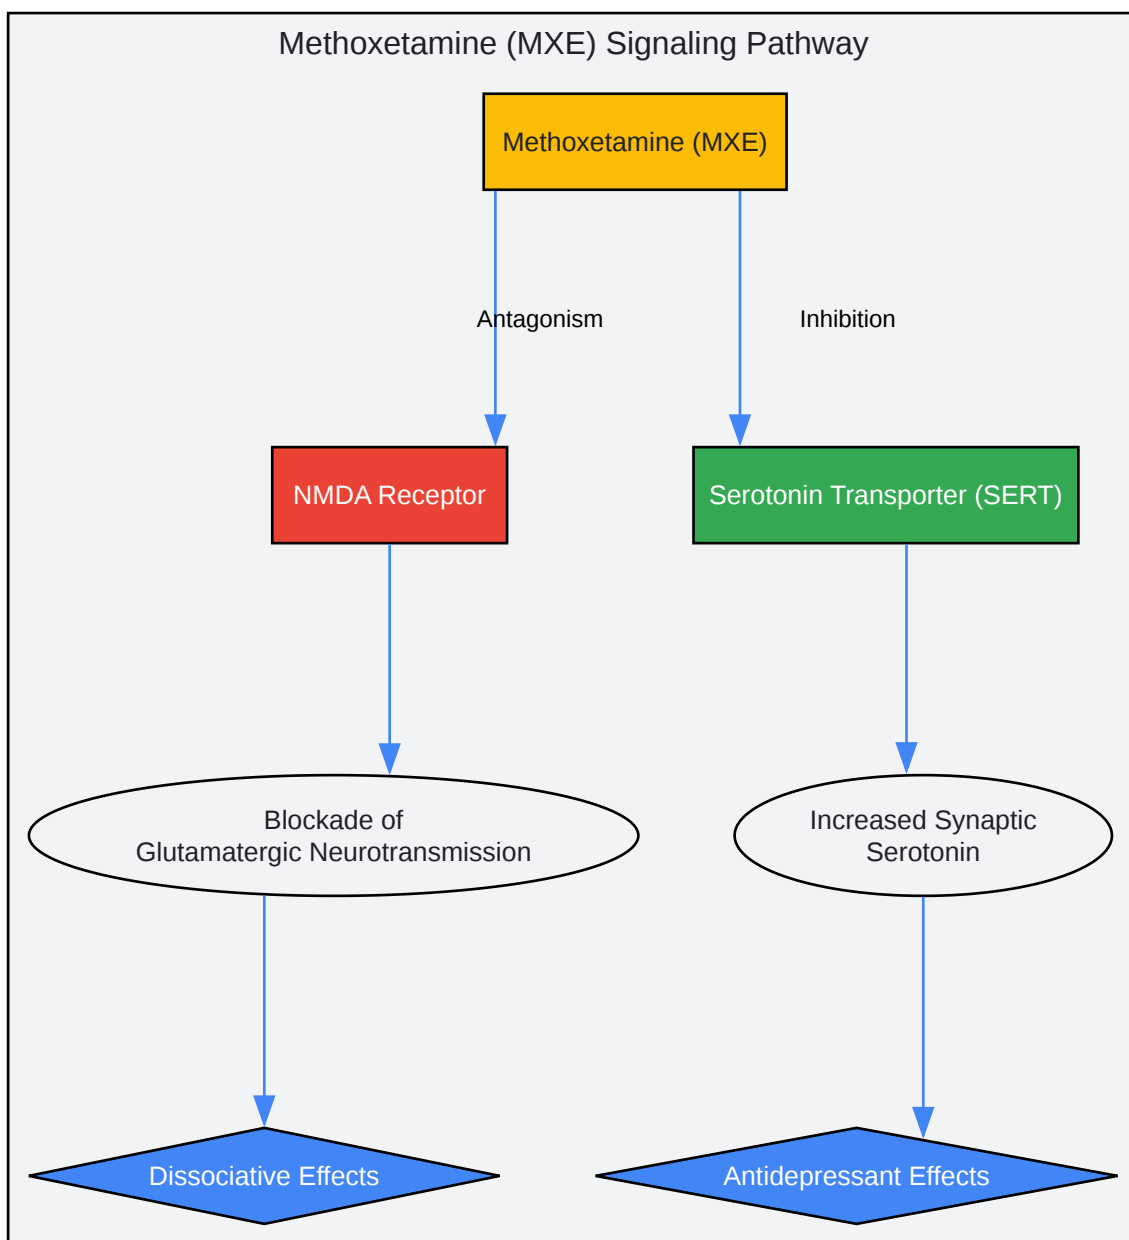 Methoxetamine (MXE) Signaling Pathway
Methoxetamine (MXE)
Antagonism
Inhibition
NMDA Receptor
Serotonin Transporter (SERT)
Blockade of
Glutamatergic Neurotransmission
Increased Synaptic
Serotonin
Dissociative Effects
Antidepressant Effects